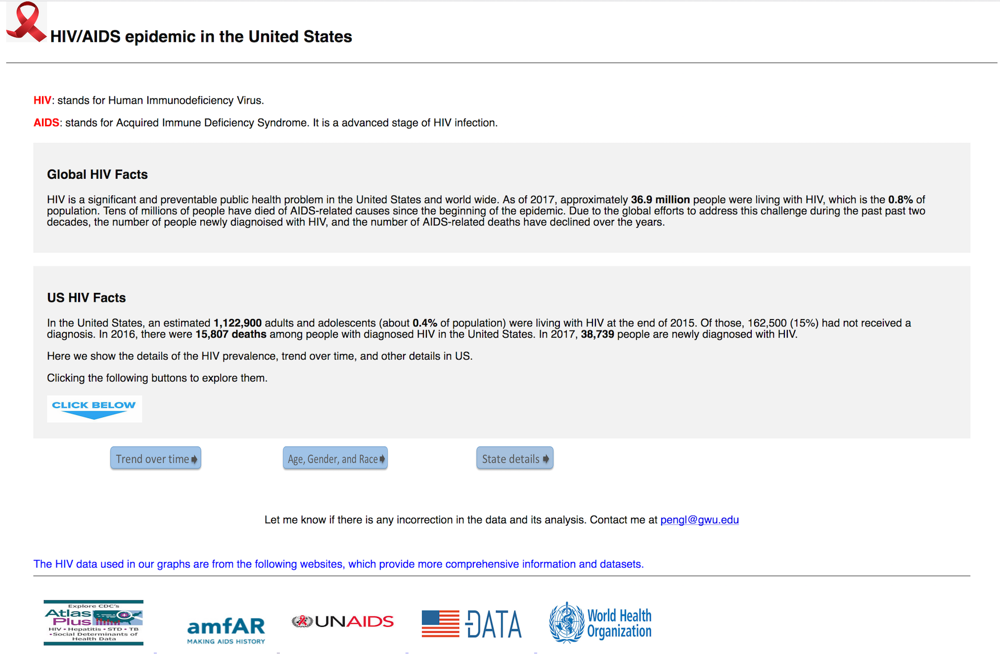 HIV/AIDS epidemic in the United States
HIV: stands for Human Immunodeficiency Virus.
AIDS: stands for Acquired Immune Deficiency Syndrome. It is a advanced stage of HIV infection.
Global HIV Facts
HIV is a significant and preventable public health problem in the United States and world wide. As of 2017, approximately 36.9 million people were living with HIV, which is the 0.8% of
population. Tens of millions of people have died of AIDS-related causes since the beginning of the epidemic. Due to the global efforts to address this challenge during the past past two
decades, the number of people newly diagnoised with HIV, and the number of AIDS-related deaths have declined over the years.
US HIV Facts
In the United States, an estimated 1,122,900 adults and adolescents (about 0.4% of population) were living with HIV at the end of 2015. Of those, 162,500 (15%) had not received a
diagnosis. In 2016, there were 15,807 deaths among people with diagnosed HIV in the United States. In 2017, 38,739 people are newly diagnosed with HIV.
Here we show the details of the HIV prevalence, trend over time, and other details in US.
Clicking the following buttons to explore them.
CLICK BELOW
Trend over time
Age, Gender, and Race
State details
Let me know if there is any incorrection in the data and its analysis. Contact me at pengl@gwu.edu
The HIV data used in our graphs are from the following websites, which provide more comprehensive information and datasets.
Explore CDC's
Atlas
Plus
HIV • Hepatitis • STD • TB
•Social Determinants of
Health Data
amfAR
MAKING AIDS HISTORY
UNAIDS
DATA
World Health
Organization